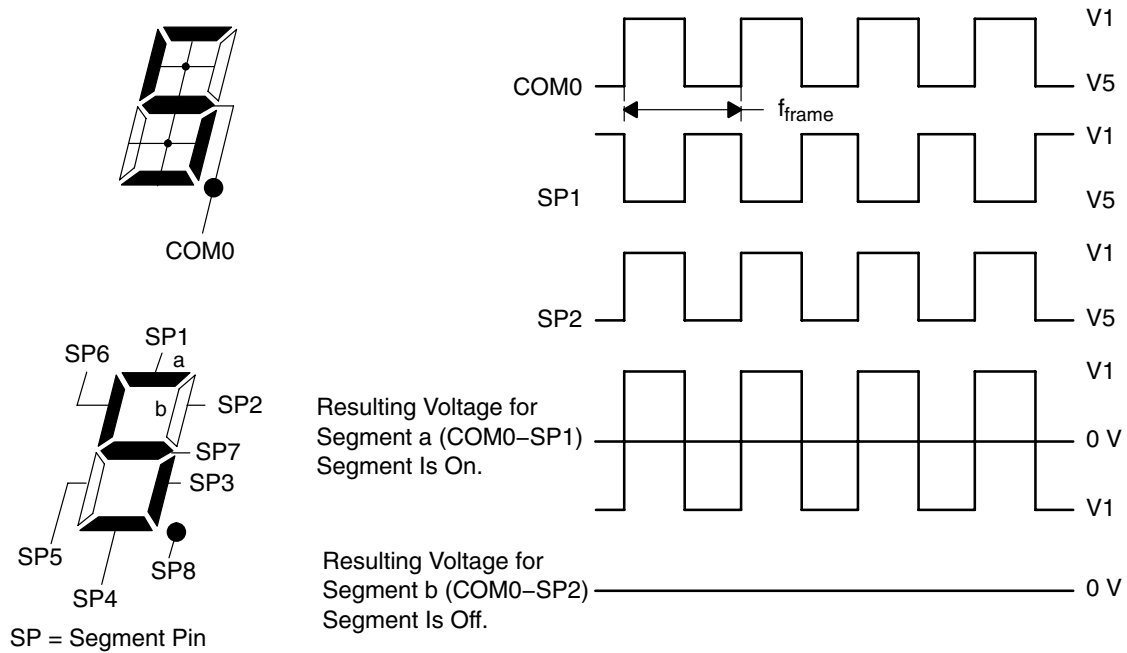 COM0
SP1
a
SP6
b
SP2
SP7
SP3
SP5
SP8
SP4
SP = Segment Pin
V1
COM0
V5
fframe
V1
SP1
V5
V1
SP2
V5
Resulting Voltage for
Segment a (COM0−SP1)
Segment Is On.
V1
0 V
V1
Resulting Voltage for
Segment b (COM0−SP2)
Segment Is Off.
0 V